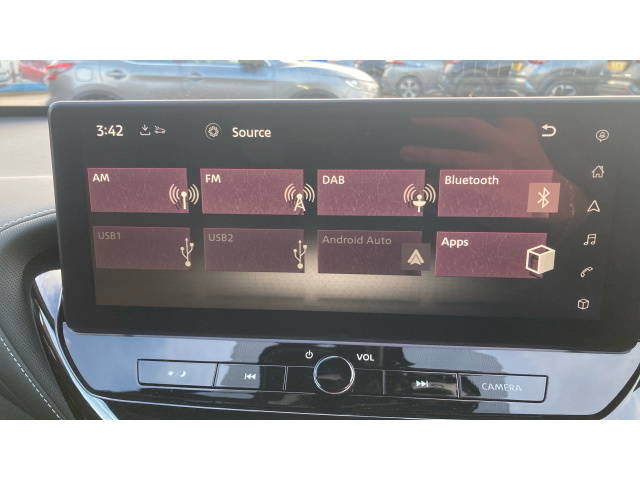 3:42 Source
AM FM DAB Bluetooth
USB1 USB2 Android Auto Apps
VOL
CAMERA